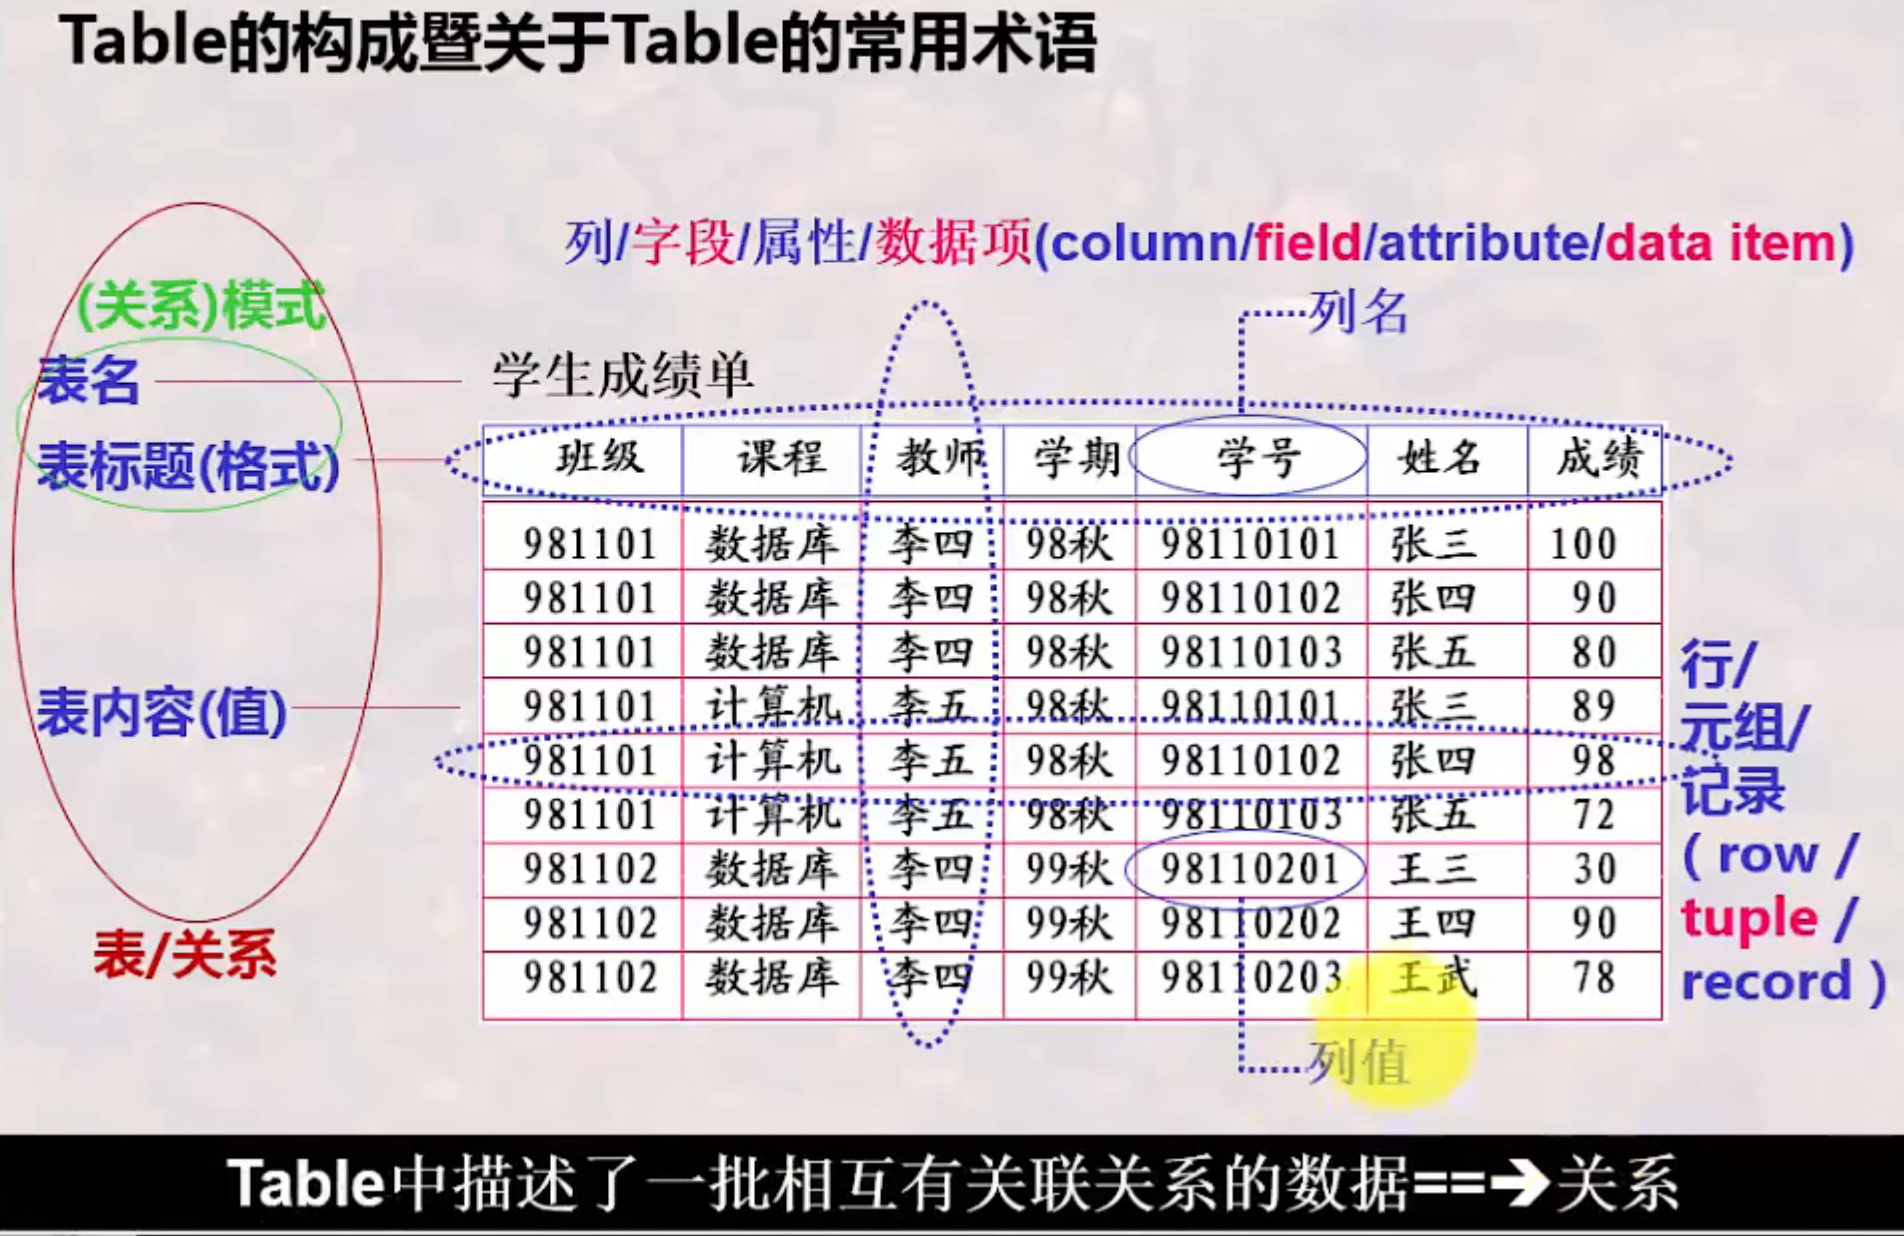 Table的构成暨关于Table的常用术语
列/字段/属性/数据项(column/field/attribute/data item)
列名
(关系)模式
表名
学生成绩单
表标题(格式)
班级 课程 教师 学期 学号 姓名 成绩
981101 数据库 李四 98秋 98110101 张三 100
981101 数据库 李四 98秋 98110102 张四 90
981101 数据库 李四 98秋 98110103 张五 80
981101 计算机 李五 98秋 98110101 张三 89
981101 计算机 李五 98秋 98110102 张四 98
981101 计算机 李五 98秋 98110103 张五 72
981102 数据库 李四 99秋 98110201 王三 30
981102 数据库 李四 99秋 98110202 王四 90
981102 数据库 李四 99秋 98110203 王武 78
表内容(值)
行/
元组/
记录
( row /
tuple /
record )
表/关系
列值
Table中描述了一批相互有关联关系的数据==➔关系